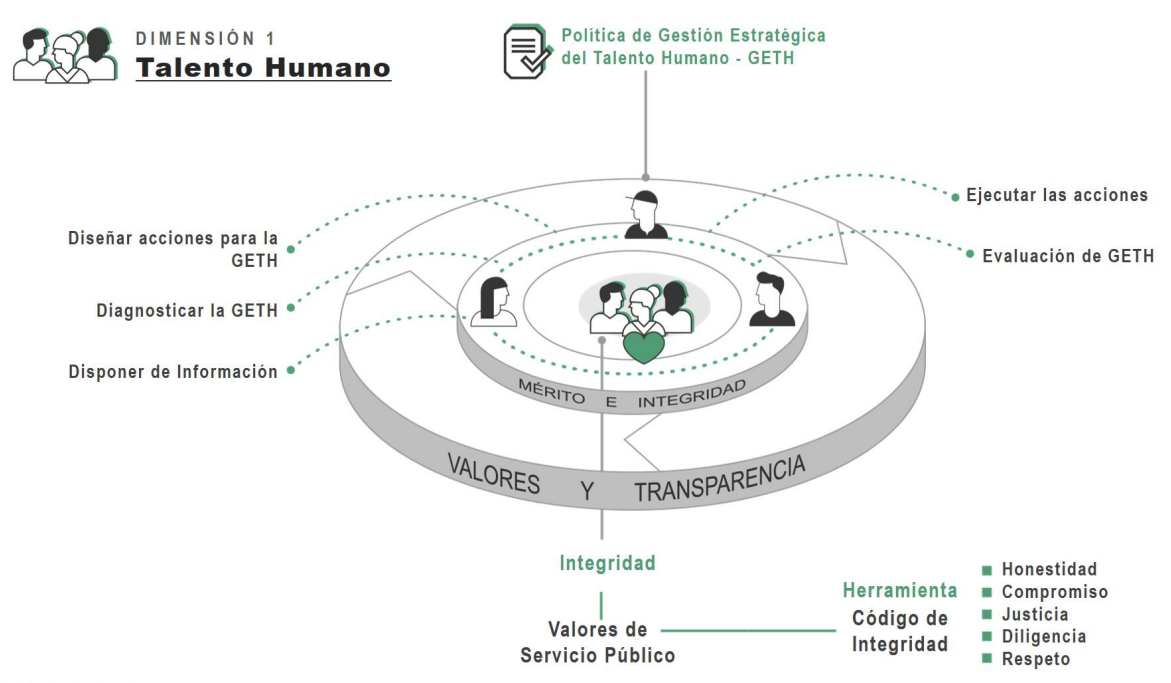 DIMENSIÓN 1
Talento Humano
Política de Gestión Estratégica
del Talento Humano - GETH
Diseñar acciones para la
GETH
Diagnosticar la GETH
Disponer de Información
Ejecutar las acciones
Evaluación de GETH
MÉRITO E INTEGRIDAD
VALORES Y TRANSPARENCIA
Integridad
Valores de
Servicio Público
Herramienta
Código de
Integridad
Honestidad
Compromiso
Justicia
Diligencia
Respeto